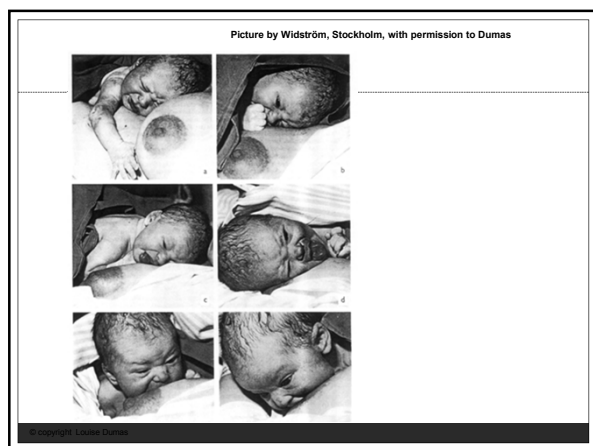 Picture by Widström, Stockholm, with permission to Dumas
a
b
c
d
© copyright Louise Dumas